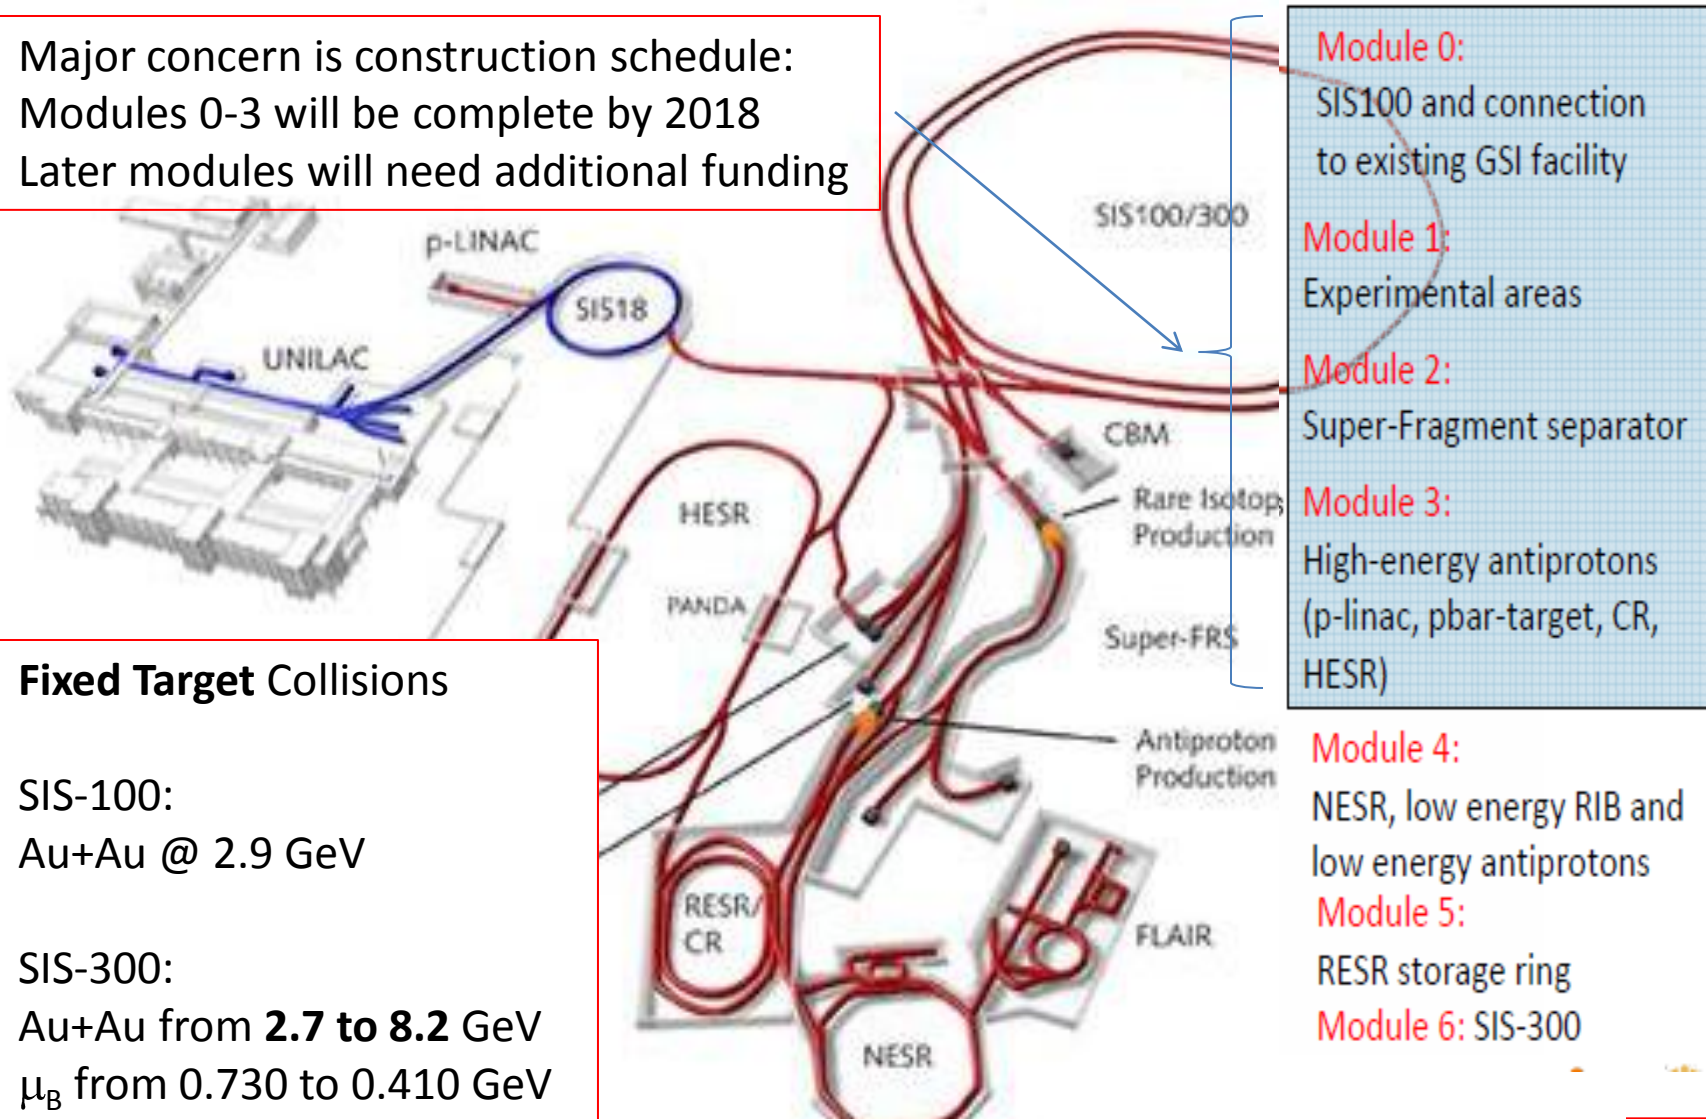 Major concern is construction schedule:
Modules 0-3 will be complete by 2018
Later modules will need additional funding
p-LINAC
SIS18
UNILAC
SIS100/300
CBM
Rare Isotop
Production
HESR
PANDA
Super-FRS
Antiproton
Production
RESR/
CR
FLAIR
NESR
Fixed Target Collisions
SIS-100:
Au+Au @ 2.9 GeV
SIS-300:
Au+Au from 2.7 to 8.2 GeV
μB from 0.730 to 0.410 GeV
Module 0:
SIS100 and connection
to existing GSI facility
Module 1:
Experimental areas
Module 2:
Super-Fragment separator
Module 3:
High-energy antiprotons
(p-linac, pbar-target, CR,
HESR)
Module 4:
NESR, low energy RIB and
low energy antiprotons
Module 5:
RESR storage ring
Module 6: SIS-300